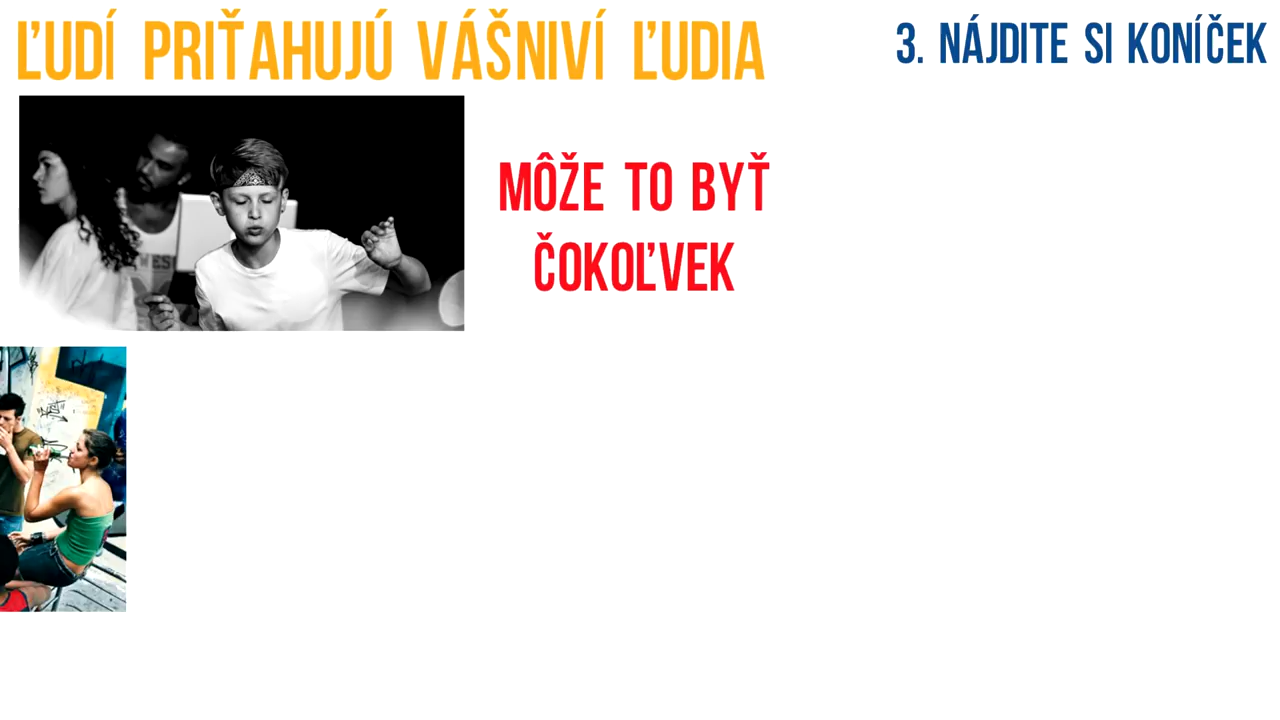 ĽUDÍ PRIŤAHUJÚ VÁŠNIVÍ ĽUDIA
3. NÁJDITE SI KONÍČEK
MÔŽE TO BYŤ
ČOKOĽVEK